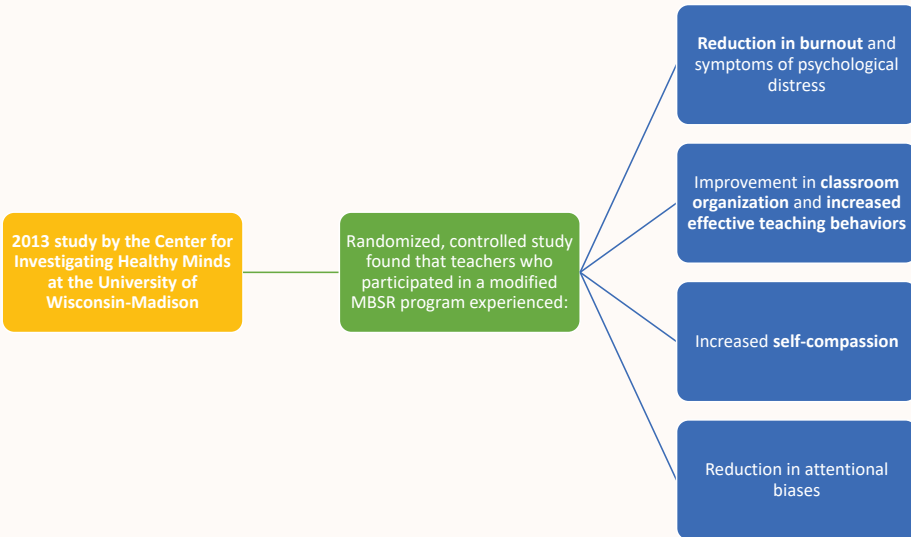 2013 study by the Center for
Investigating Healthy Minds
at the University of
Wisconsin-Madison
Randomized, controlled study
found that teachers who
participated in a modified
MBSR program experienced:
Reduction in burnout and
symptoms of psychological
distress
Improvement in classroom
organization and increased
effective teaching behaviors
Increased self-compassion
Reduction in attentional
biases